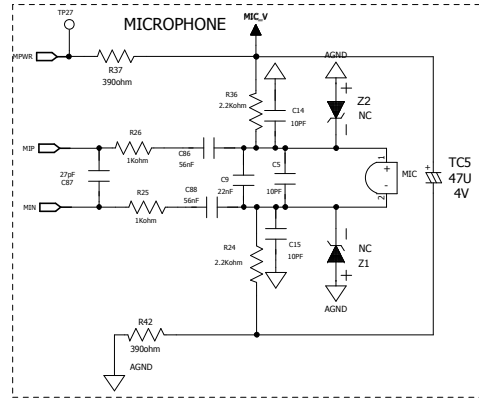 TP27
MICROPHONE
MIC_V
MPWR
R37
390ohm
AGND
R36
2.2Kohm
C14
10PF
+
Z2
NC
−
R26
1Kohm
C86
56nF
MIP
27pF
C87
C9
22nF
C5
10PF
1
+
-
2
MIC
+
TC5
47U
4V
MIN
R25
1Kohm
C88
56nF
R24
2.2Kohm
C15
10PF
−
NC
Z1
+
AGND
R42
390ohm
AGND